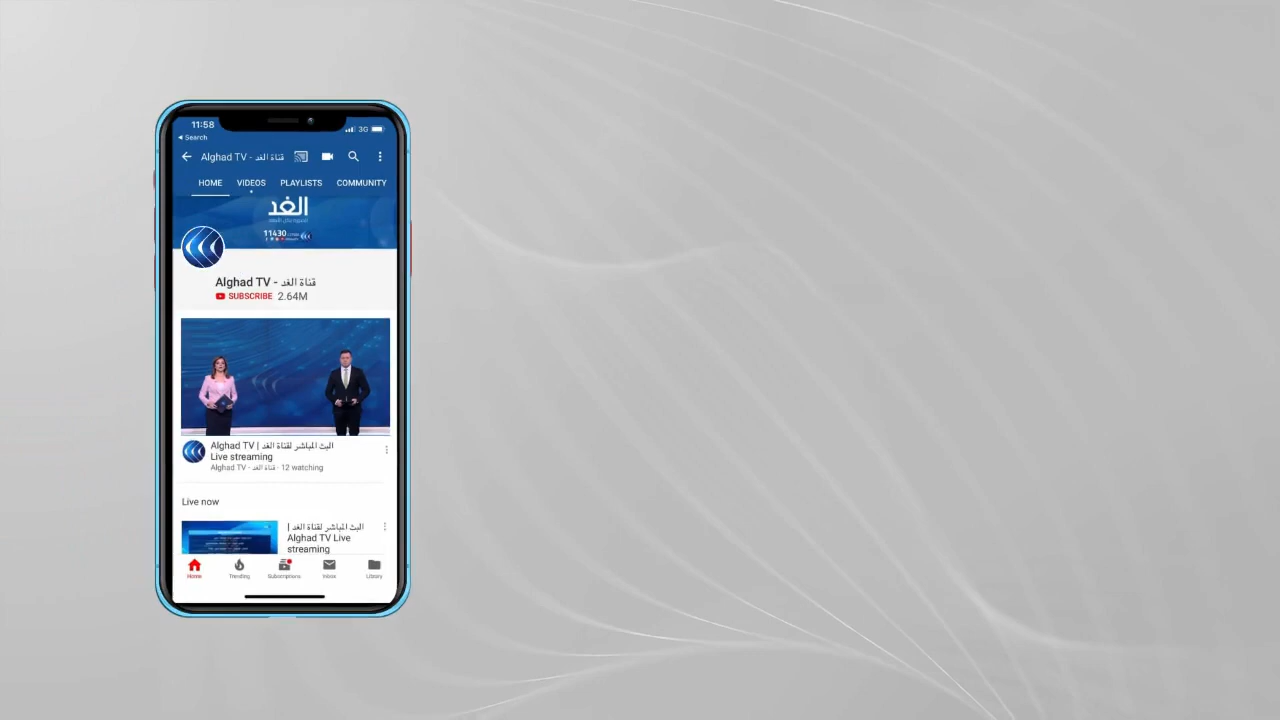 11:58
3G
Search
Alghad TV - قناة الغد
HOME VIDEOS PLAYLISTS COMMUNITY
الغد
11430
Alghad TV - قناة الغد
SUBSCRIBE 2.64M
Alghad TV | البث المباشر لقناة الغد
Live streaming
Alghad TV - قناة الغد · 12 watching
Live now
البث المباشر لقناة الغد |
Alghad TV Live
streaming
Home Trending Subscriptions Inbox Library